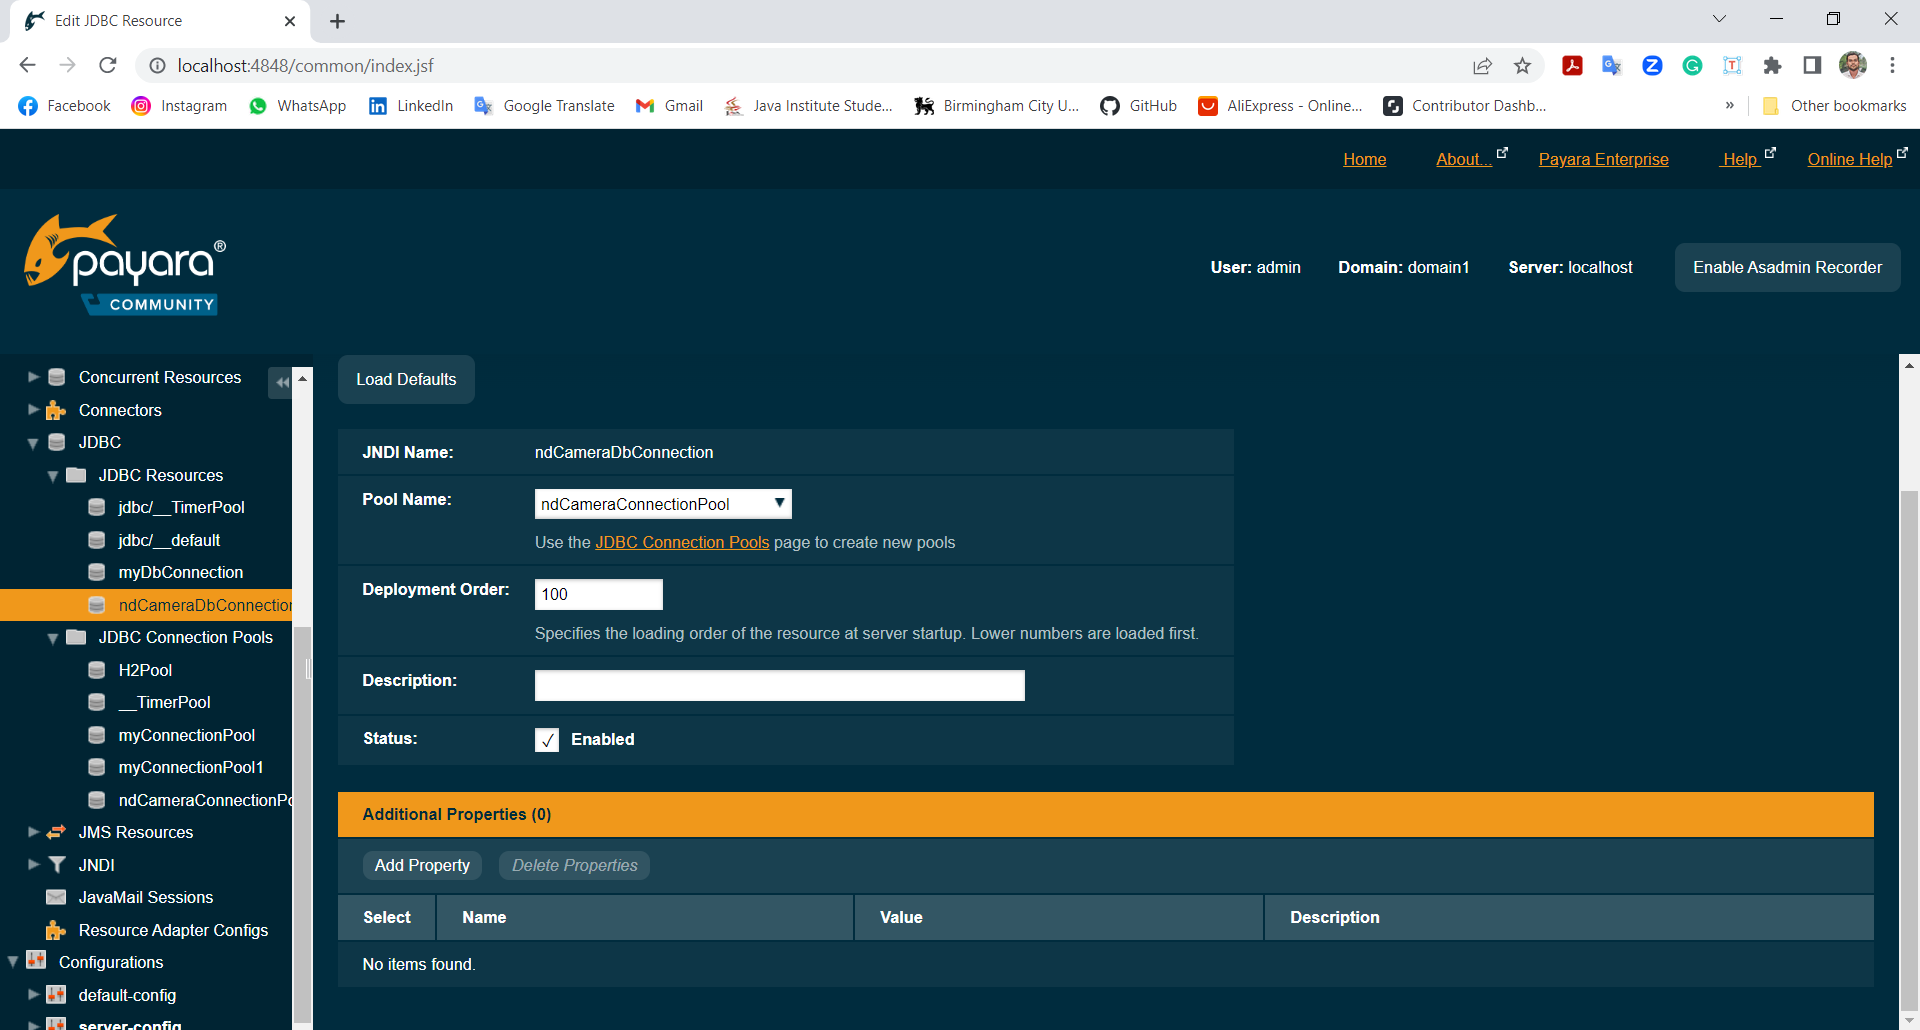 Edit JDBC Resource
localhost:4848/common/index.jsf
Facebook Instagram WhatsApp LinkedIn Google Translate Gmail Java Institute Stude... Birmingham City U... GitHub AliExpress - Online... Contributor Dashb... » Other bookmarks
Home About... Payara Enterprise Help Online Help
payara®
COMMUNITY
User: admin Domain: domain1 Server: localhost Enable Asadmin Recorder
Concurrent Resources
Connectors
JDBC
JDBC Resources
jdbc/__TimerPool
jdbc/__default
myDbConnection
ndCameraDbConnection
JDBC Connection Pools
H2Pool
__TimerPool
myConnectionPool
myConnectionPool1
ndCameraConnectionPo
JMS Resources
JNDI
JavaMail Sessions
Resource Adapter Configs
Configurations
default-config
server-config
Load Defaults
JNDI Name: ndCameraDbConnection
Pool Name: ndCameraConnectionPool
Use the JDBC Connection Pools page to create new pools
Deployment Order: 100
Specifies the loading order of the resource at server startup. Lower numbers are loaded first.
Description:
Status: Enabled
Additional Properties (0)
Add Property Delete Properties
Select Name Value Description
No items found.